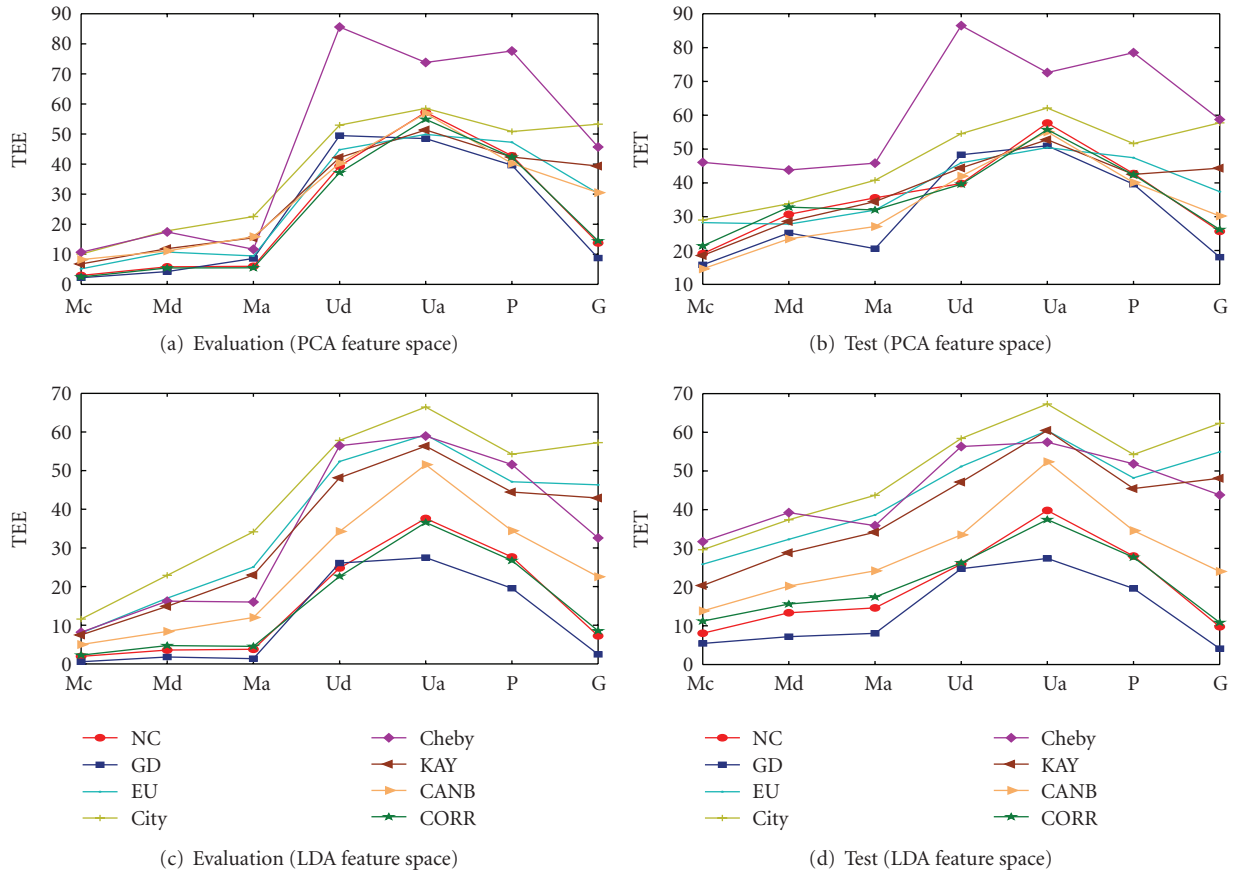 90
80
70
60
50
40
30
20
10
0
TEE
Mc Md Ma Ud Ua P G
(a) Evaluation (PCA feature space)
90
80
70
60
50
40
30
20
10
TET
Mc Md Ma Ud Ua P G
(b) Test (PCA feature space)
70
60
50
40
30
20
10
0
TEE
Mc Md Ma Ud Ua P G
70
60
50
40
30
20
10
0
TET
Mc Md Ma Ud Ua P G
NC
GD
EU
City
Cheby
KAY
CANB
CORR
(c) Evaluation (LDA feature space)
NC
GD
EU
City
Cheby
KAY
CANB
CORR
(d) Test (LDA feature space)